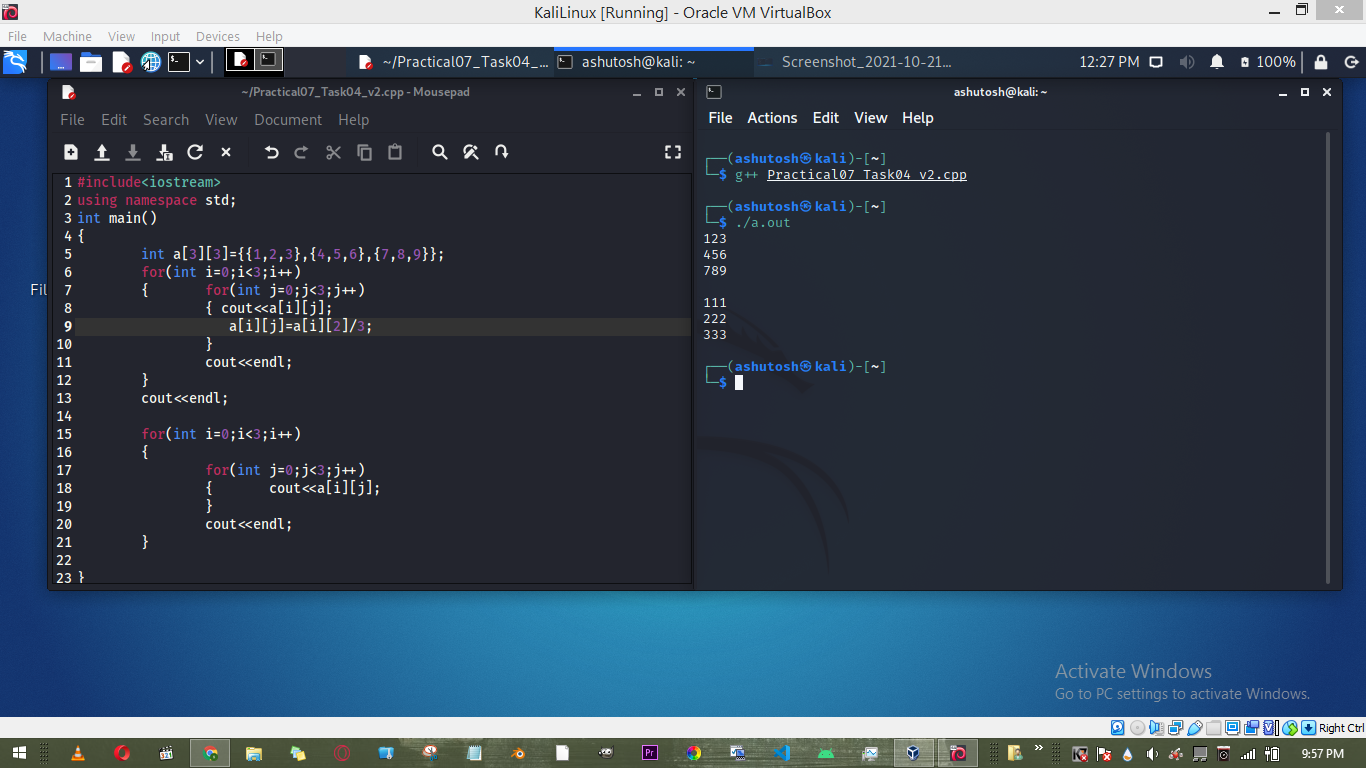 KaliLinux [Running] - Oracle VM VirtualBox
File Machine View Input Devices Help
~/Practical07_Task04_... ashutosh@kali: ~ Screenshot_2021-10-21... 12:27 PM 100%
~/Practical07_Task04_v2.cpp - Mousepad
File Edit Search View Document Help
1 #include<iostream>
2 using namespace std;
3 int main()
4 {
5 int a[3][3]={{1,2,3},{4,5,6},{7,8,9}};
6 for(int i=0;i<3;i++)
7 { for(int j=0;j<3;j++)
8 { cout<<a[i][j];
9 a[i][j]=a[i][2]/3;
10 }
11 cout<<endl;
12 }
13 cout<<endl;
14
15 for(int i=0;i<3;i++)
16 {
17 for(int j=0;j<3;j++)
18 { cout<<a[i][j];
19 }
20 cout<<endl;
21 }
22
23 }
Fil
ashutosh@kali: ~
File Actions Edit View Help
┌──(ashutosh㉿kali)-[~]
└─$ g++ Practical07_Task04_v2.cpp
┌──(ashutosh㉿kali)-[~]
└─$ ./a.out
123
456
789
111
222
333
┌──(ashutosh㉿kali)-[~]
└─$
Activate Windows
Go to PC settings to activate Windows.
Right Ctrl
Pr
9:57 PM